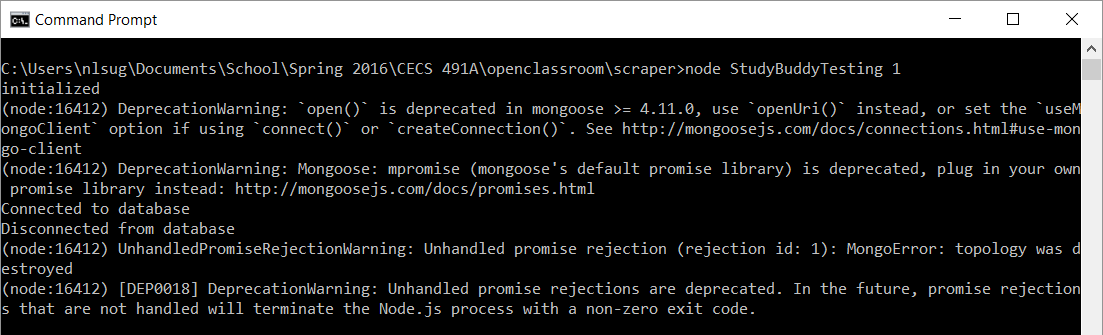 Command Prompt
C:\Users\nlsug\Documents\School\Spring 2016\CECS 491A\openclassroom\scraper>node StudyBuddyTesting 1
initialized
(node:16412) DeprecationWarning: `open()` is deprecated in mongoose >= 4.11.0, use `openUri()` instead, or set the `useM
ongoClient` option if using `connect()` or `createConnection()`. See http://mongoosejs.com/docs/connections.html#use-mon
go-client
(node:16412) DeprecationWarning: Mongoose: mpromise (mongoose's default promise library) is deprecated, plug in your own
 promise library instead: http://mongoosejs.com/docs/promises.html
Connected to database
Disconnected from database
(node:16412) UnhandledPromiseRejectionWarning: Unhandled promise rejection (rejection id: 1): MongoError: topology was d
estroyed
(node:16412) [DEP0018] DeprecationWarning: Unhandled promise rejections are deprecated. In the future, promise rejection
s that are not handled will terminate the Node.js process with a non-zero exit code.